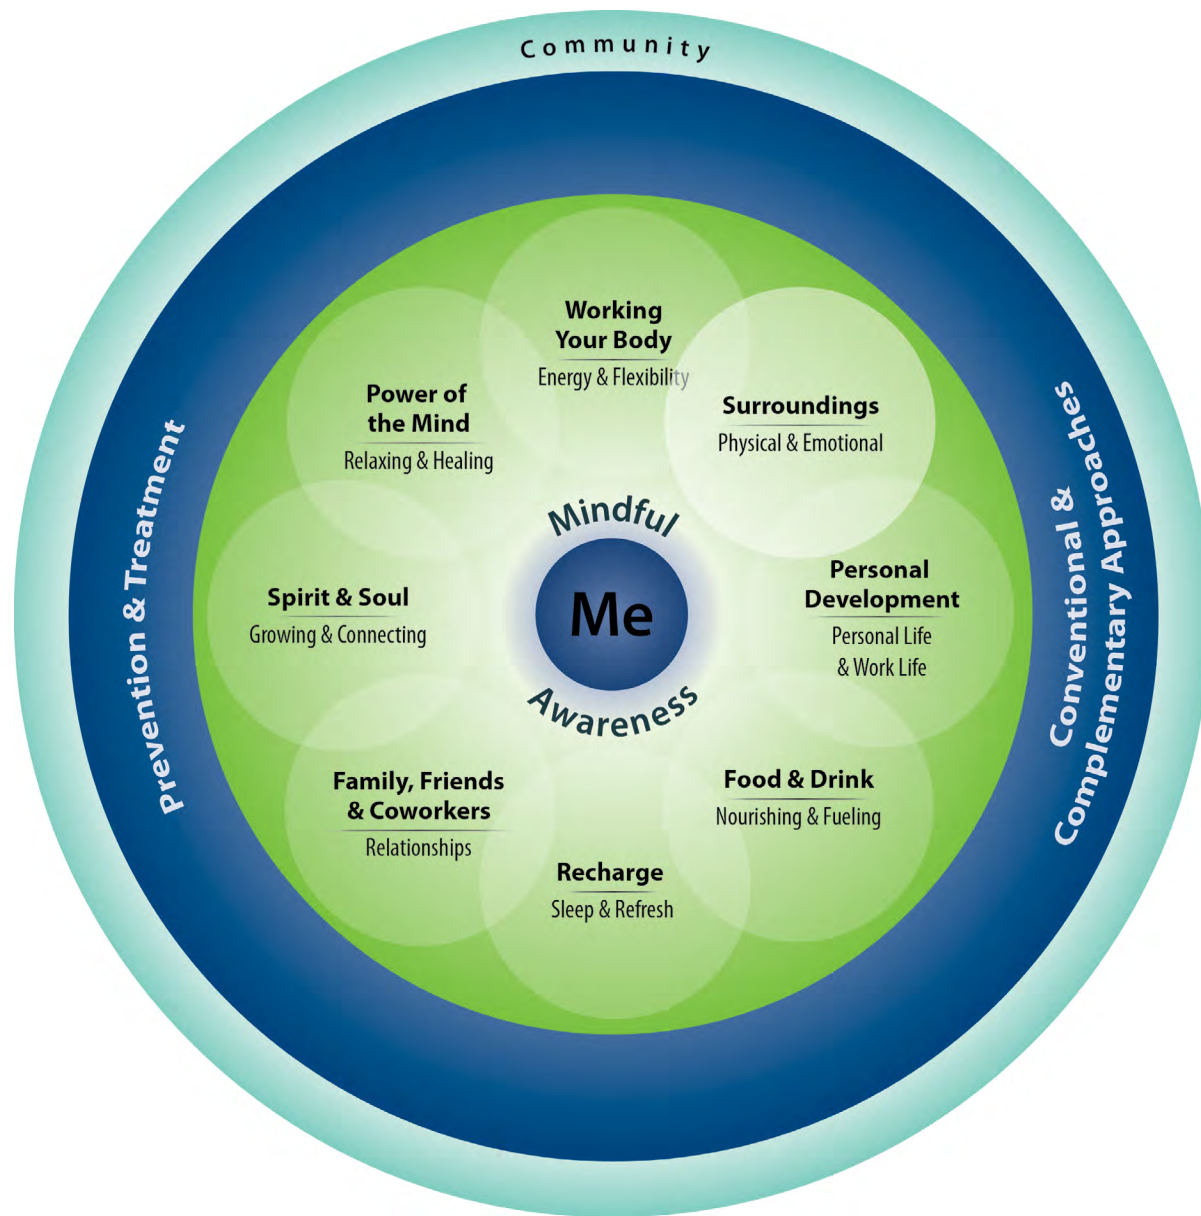 Community
Prevention & Treatment
Conventional &
Complementary Approaches
Working
Your Body
Energy & Flexibility
Surroundings
Physical & Emotional
Personal
Development
Personal Life
& Work Life
Food & Drink
Nourishing & Fueling
Recharge
Sleep & Refresh
Family, Friends
& Coworkers
Relationships
Spirit & Soul
Growing & Connecting
Power of
the Mind
Relaxing & Healing
Mindful
Me
Awareness